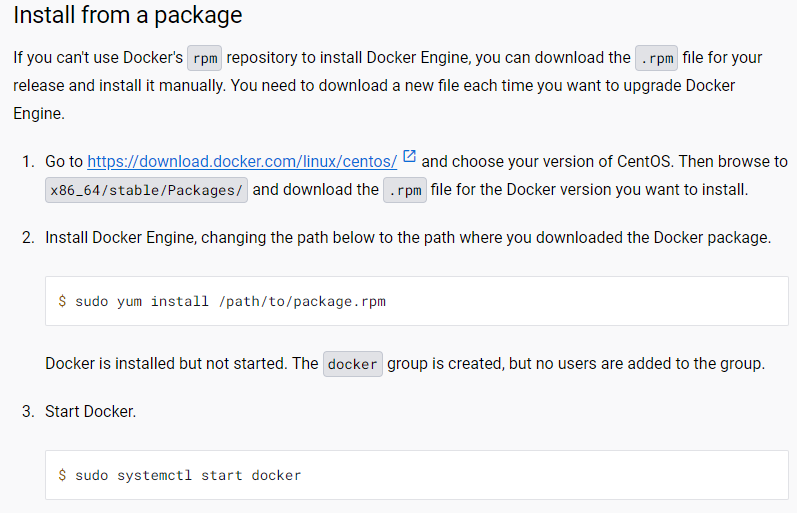 Install from a package
If you can't use Docker's rpm repository to install Docker Engine, you can download the .rpm file for your
release and install it manually. You need to download a new file each time you want to upgrade Docker
Engine.
1. Go to https://download.docker.com/linux/centos/ and choose your version of CentOS. Then browse to
x86_64/stable/Packages/ and download the .rpm file for the Docker version you want to install.
2. Install Docker Engine, changing the path below to the path where you downloaded the Docker package.
$ sudo yum install /path/to/package.rpm
Docker is installed but not started. The docker group is created, but no users are added to the group.
3. Start Docker.
$ sudo systemctl start docker